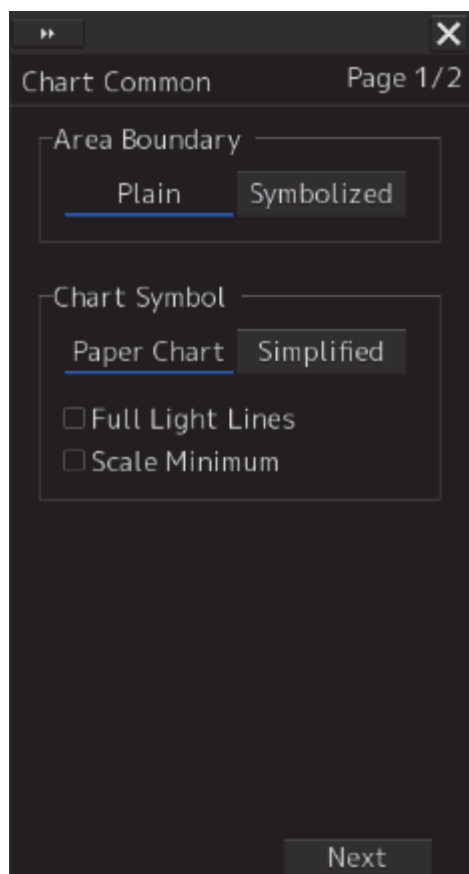 Chart Common Page 1/2
Area Boundary
Plain Symbolized
Chart Symbol
Paper Chart Simplified
Full Light Lines
Scale Minimum
Next